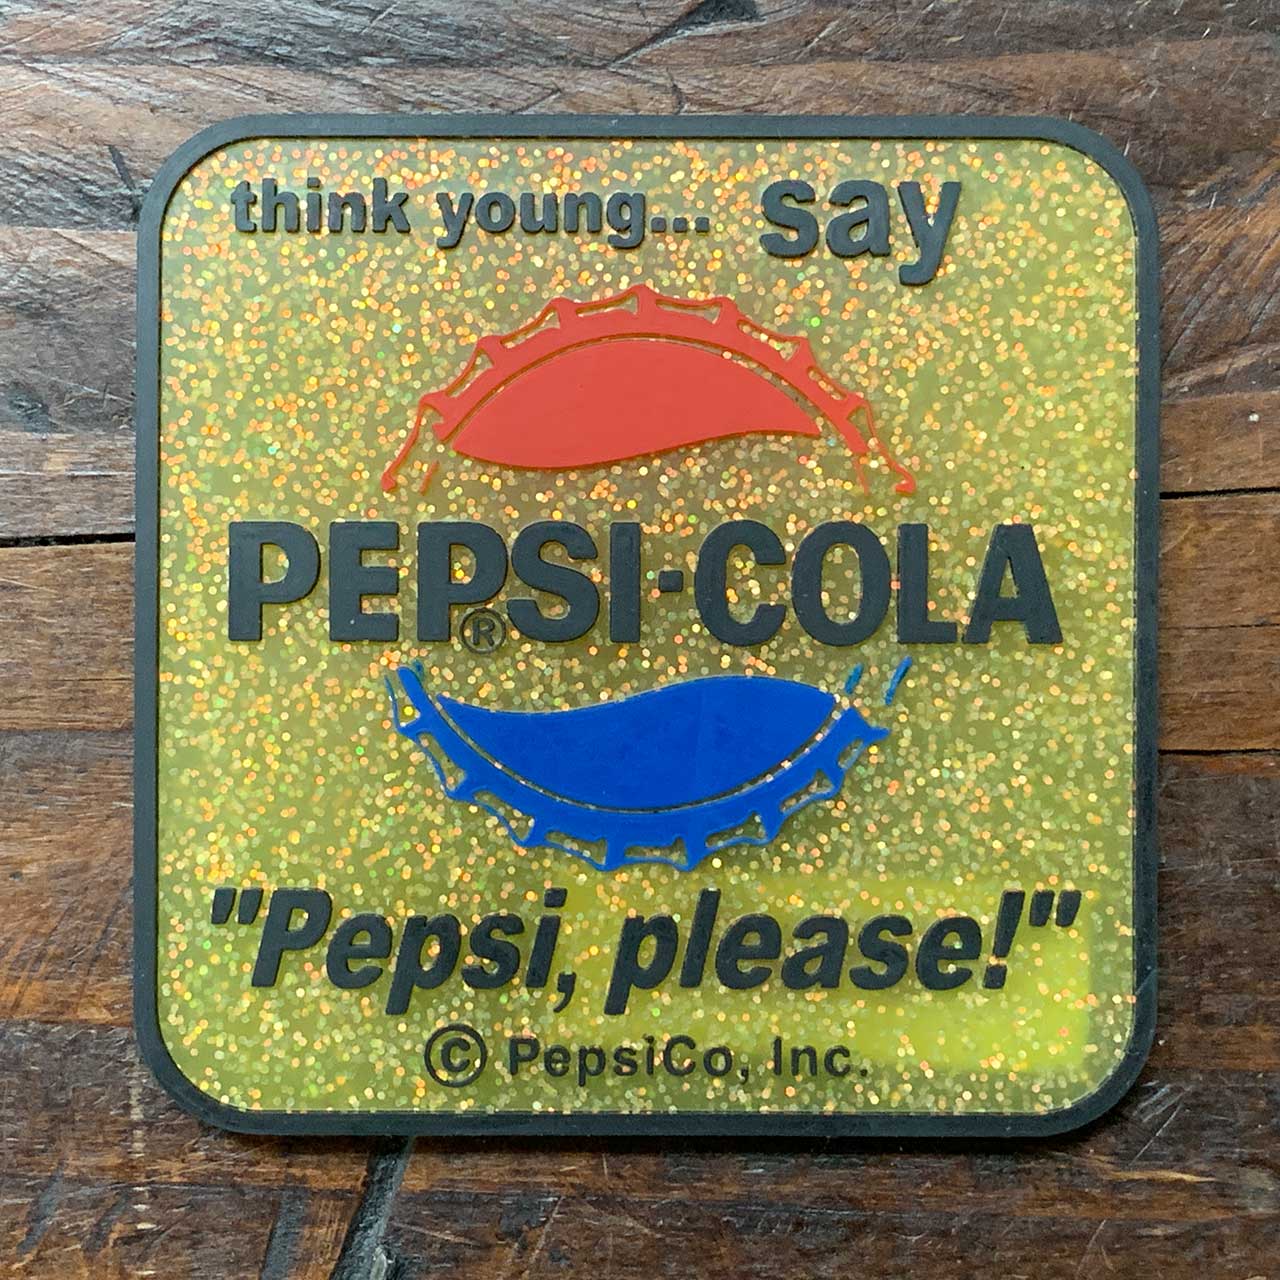 think young... say
PEPSI-COLA
®
"Pepsi, please!"
© PepsiCo, Inc.